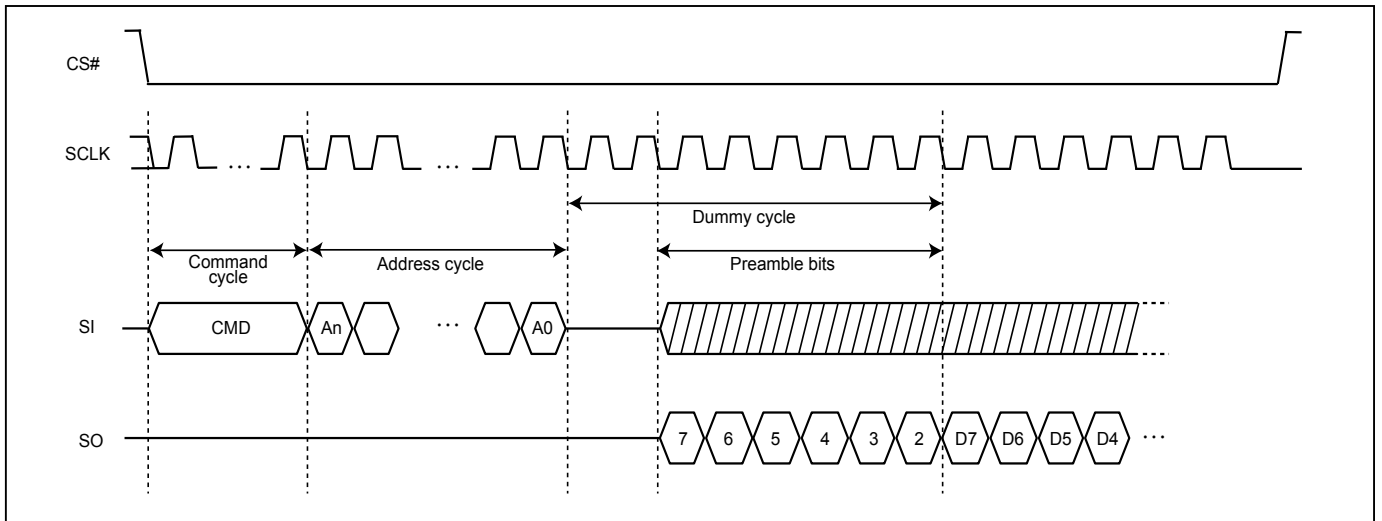 CS#
SCLK
...
...
Dummy cycle
Command
cycle
Address cycle
Preamble bits
SI
CMD
An
...
A0
SO
7
6
5
4
3
2
D7
D6
D5
D4
...